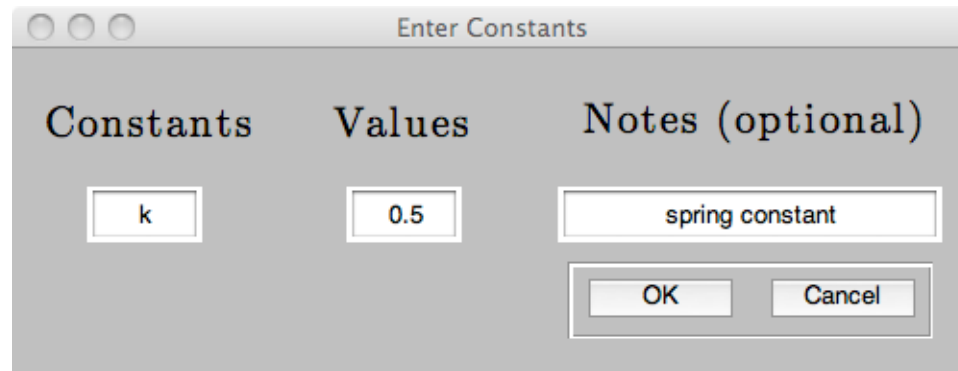 Enter Constants
Constants Values Notes (optional)
k 0.5 spring constant
OK Cancel